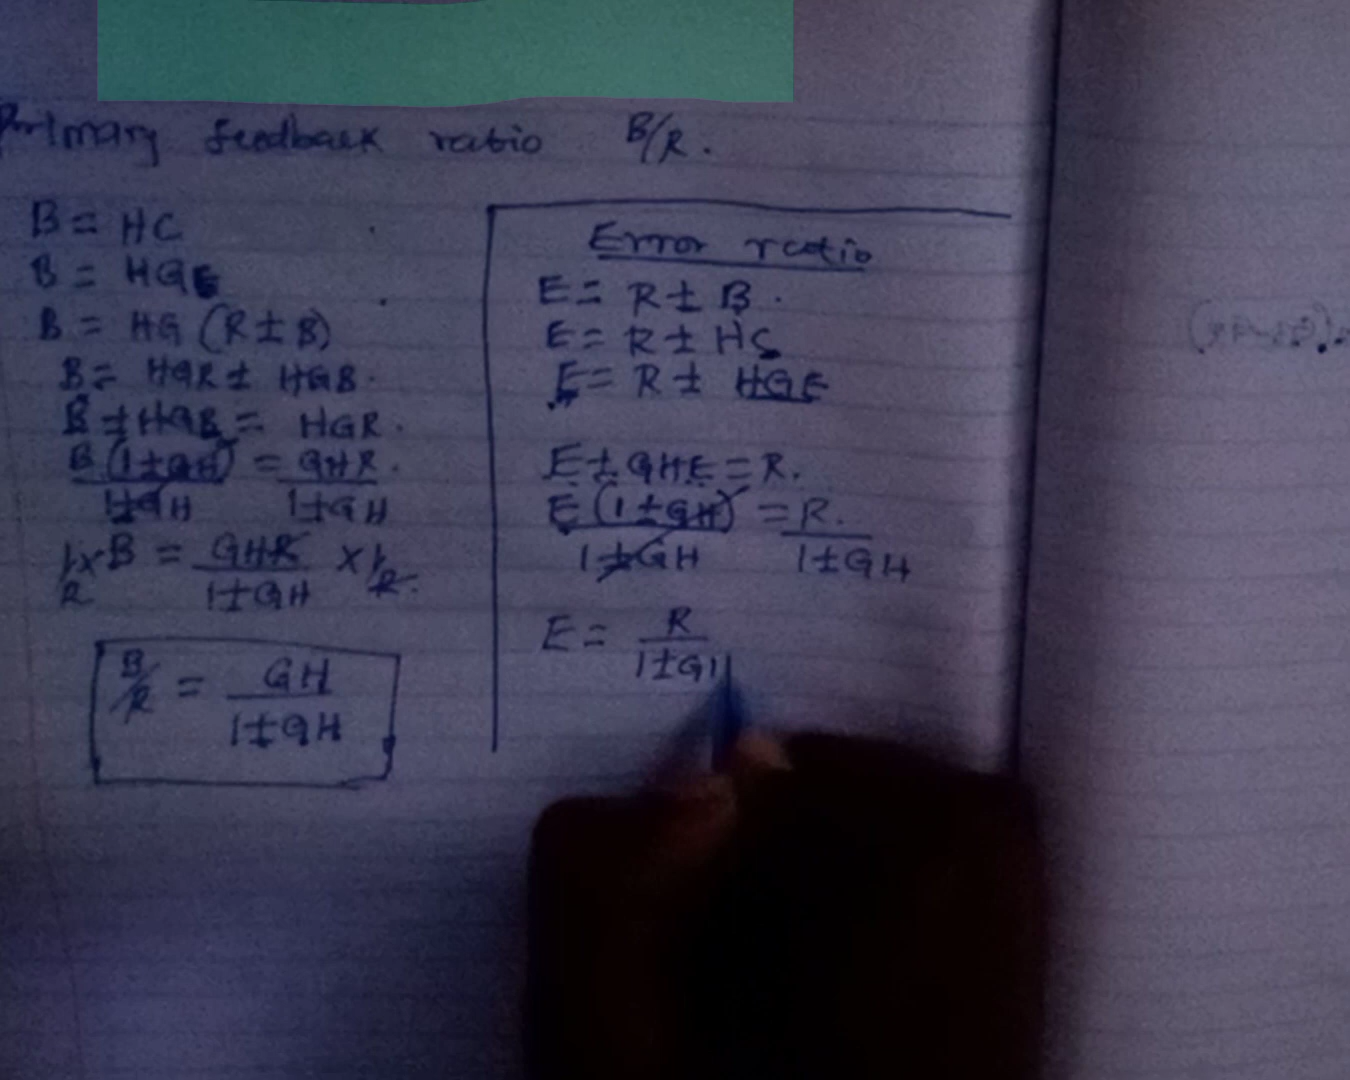 Primary feedback ratio B/R.
B = HC
B = HGE
B = HG (R ± B)
B = HGR ± HGB.
B ± HGB = HGR.
B (1±GH) = GHR.
1±GH 1±GH
1/R × B = GHR / 1±GH × 1/R.
B/R = GH / 1±GH
Error ratio
E = R ± B.
E = R ± HC
E = R ± HGE
E ± GHE = R.
E (1±GH) = R.
1±GH 1±GH
E = R / 1±GH